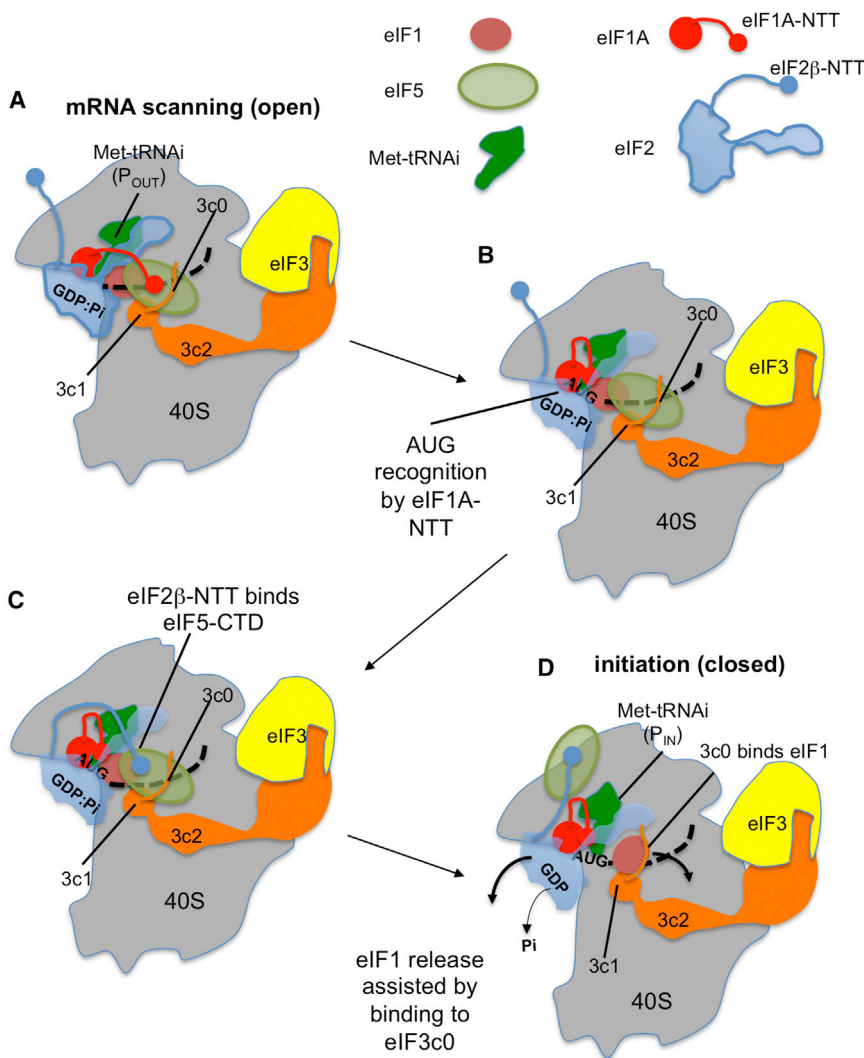 eIF1
eIF1A
eIF1A-NTT
eIF5
eIF2β-NTT
Met-tRNAi
eIF2
A
mRNA scanning (open)
Met-tRNAi
(POUT)
3c0
eIF3
GDP:Pi
3c2
3c1
40S
B
3c0
eIF3
AUG
GDP:Pi
3c2
3c1
40S
AUG
recognition
by eIF1A-
NTT
C
eIF2β-NTT binds
eIF5-CTD
3c0
eIF3
AUG
GDP:Pi
3c2
3c1
40S
D
initiation (closed)
Met-tRNAi
(PIN)
3c0 binds eIF1
eIF3
AUG
GDP
3c2
Pi
3c1
40S
eIF1 release
assisted by
binding to
eIF3c0